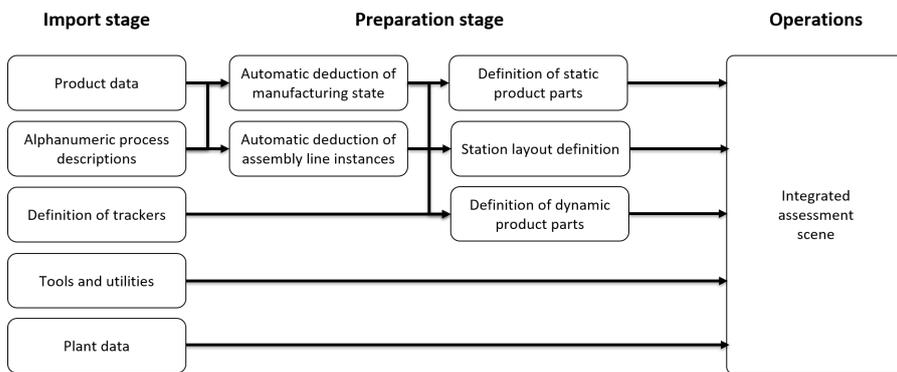 Import stage
Preparation stage
Operations
Product data
Automatic deduction of
manufacturing state
Definition of static
product parts
Alphanumeric process
descriptions
Automatic deduction of
assembly line instances
Station layout definition
Definition of trackers
Definition of dynamic
product parts
Integrated
assessment
scene
Tools and utilities
Plant data